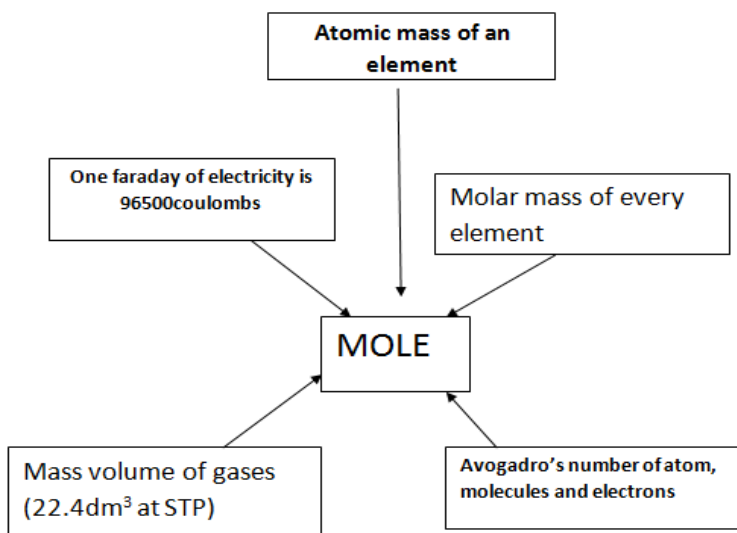 Atomic mass of an
element
One faraday of electricity is
96500coulombs
Molar mass of every
element
MOLE
Mass volume of gases
(22.4dm³ at STP)
Avogadro’s number of atom,
molecules and electrons